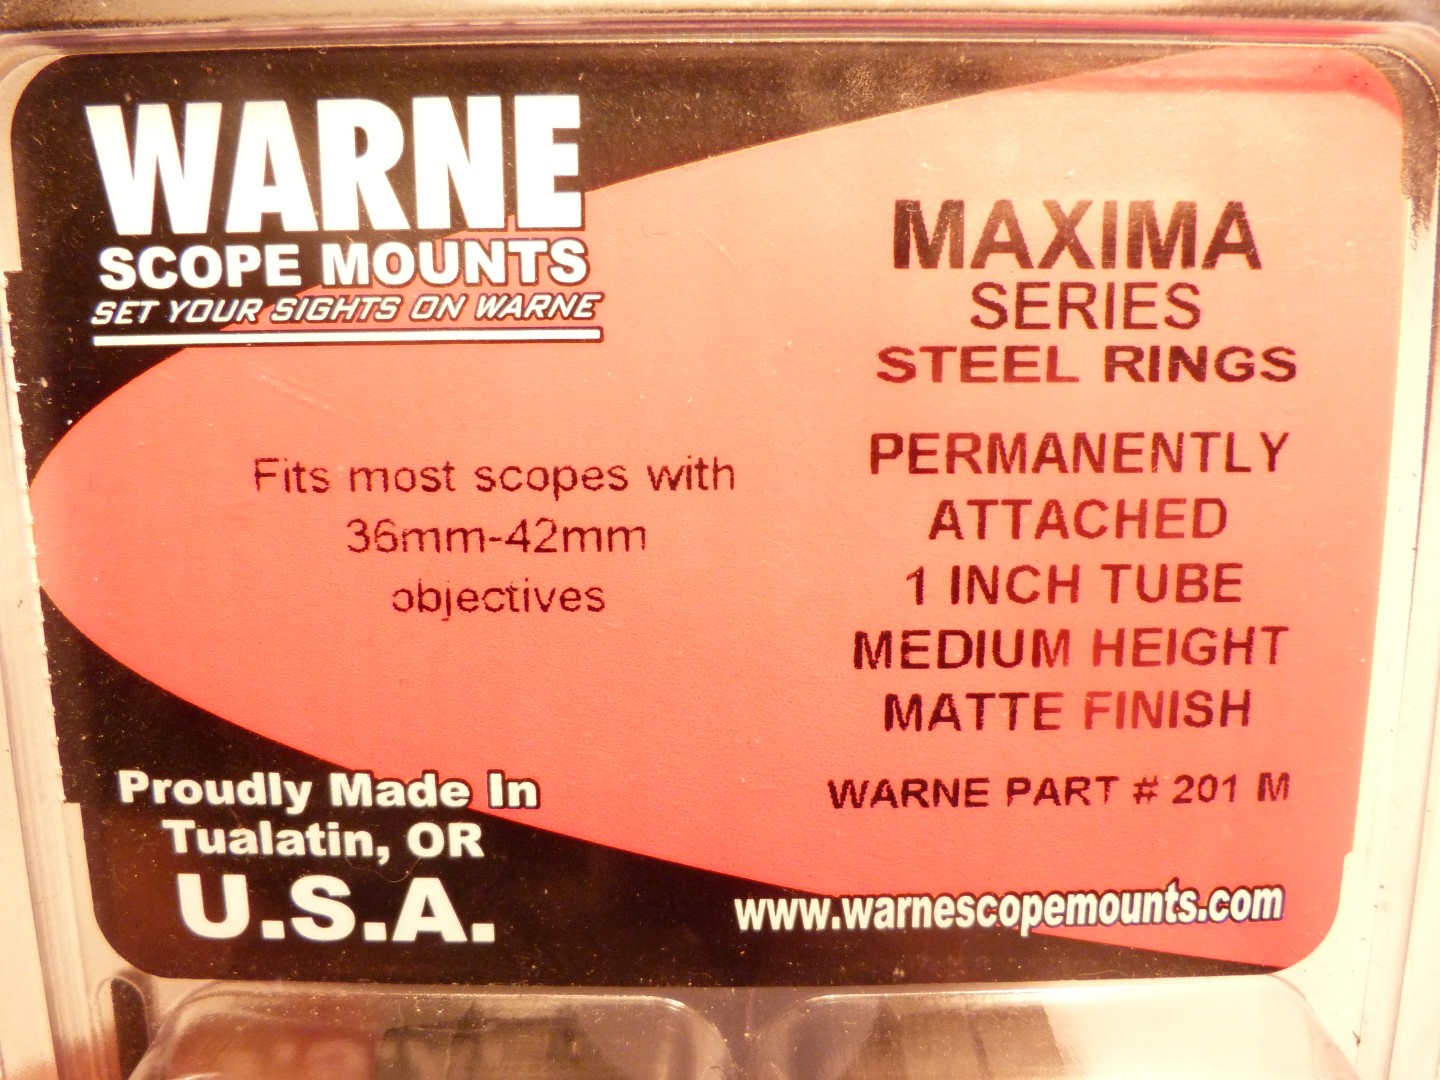 WARNE
SCOPE MOUNTS
SET YOUR SIGHTS ON WARNE
Fits most scopes with
36mm-42mm
objectives
MAXIMA
SERIES
STEEL RINGS
PERMANENTLY
ATTACHED
1 INCH TUBE
MEDIUM HEIGHT
MATTE FINISH
WARNE PART # 201 M
Proudly Made In
Tualatin, OR
U.S.A.
www.warnescopemounts.com